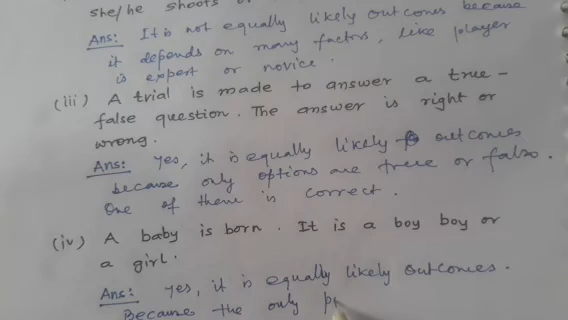 she/he shoots
Ans: It is not equally likely outcomes because
it depends on many factors, like player
is expert or novice.
(iii) A trial is made to answer a true-
false question. The answer is right or
wrong.
Ans: Yes, it is equally likely outcomes
because only options are true or false.
One of them is correct.
(iv) A baby is born. It is a boy boy or
a girl.
Ans: Yes, it is equally likely outcomes.
Because the only